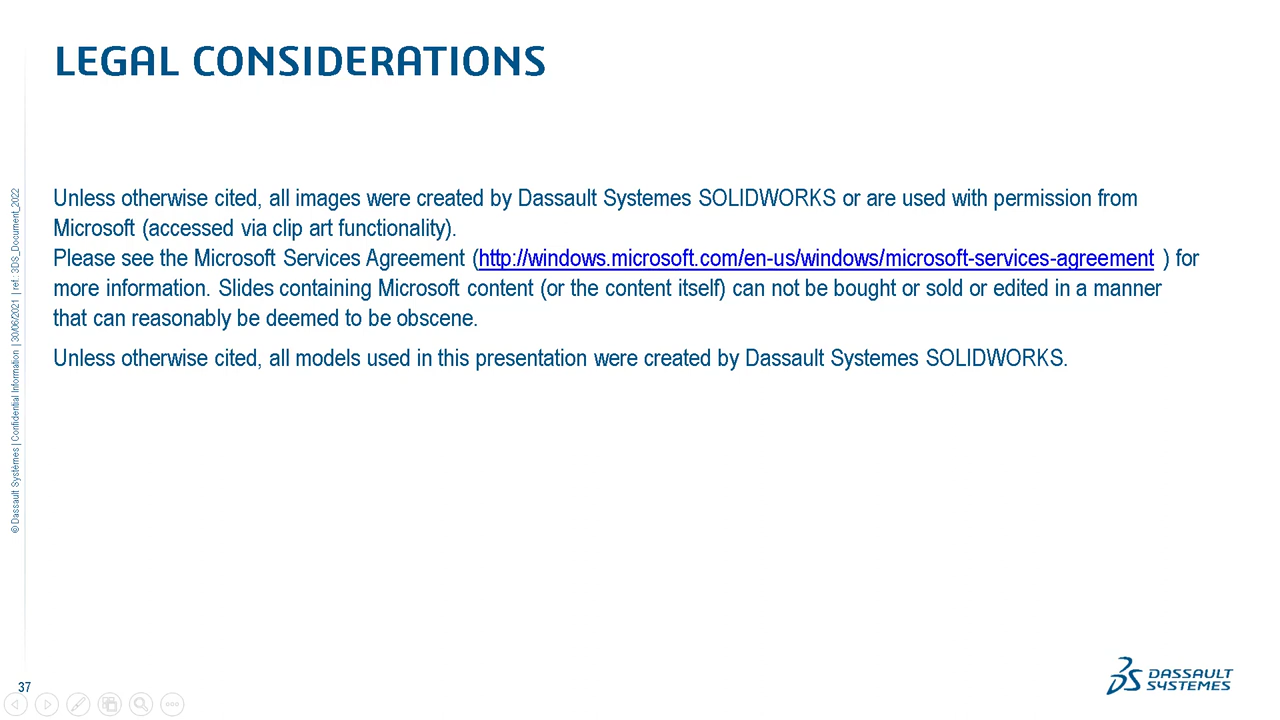 LEGAL CONSIDERATIONS
Unless otherwise cited, all images were created by Dassault Systemes SOLIDWORKS or are used with permission from
Microsoft (accessed via clip art functionality).
Please see the Microsoft Services Agreement (http://windows.microsoft.com/en-us/windows/microsoft-services-agreement ) for
more information. Slides containing Microsoft content (or the content itself) can not be bought or sold or edited in a manner
that can reasonably be deemed to be obscene.
Unless otherwise cited, all models used in this presentation were created by Dassault Systemes SOLIDWORKS.
© Dassault Systèmes | Confidential Information | 30/06/2021 | ref.: 3DS_Document_2022
37
DASSAULT
SYSTEMES